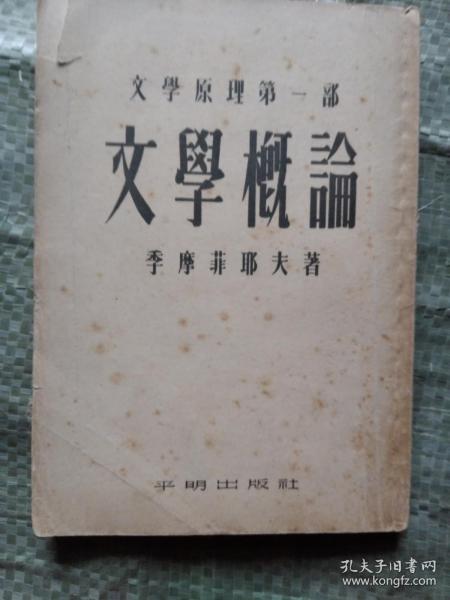 文學原理第一部
文學概論
季摩菲耶夫著
平明出版社
孔夫子旧书网
www.kongfz.com